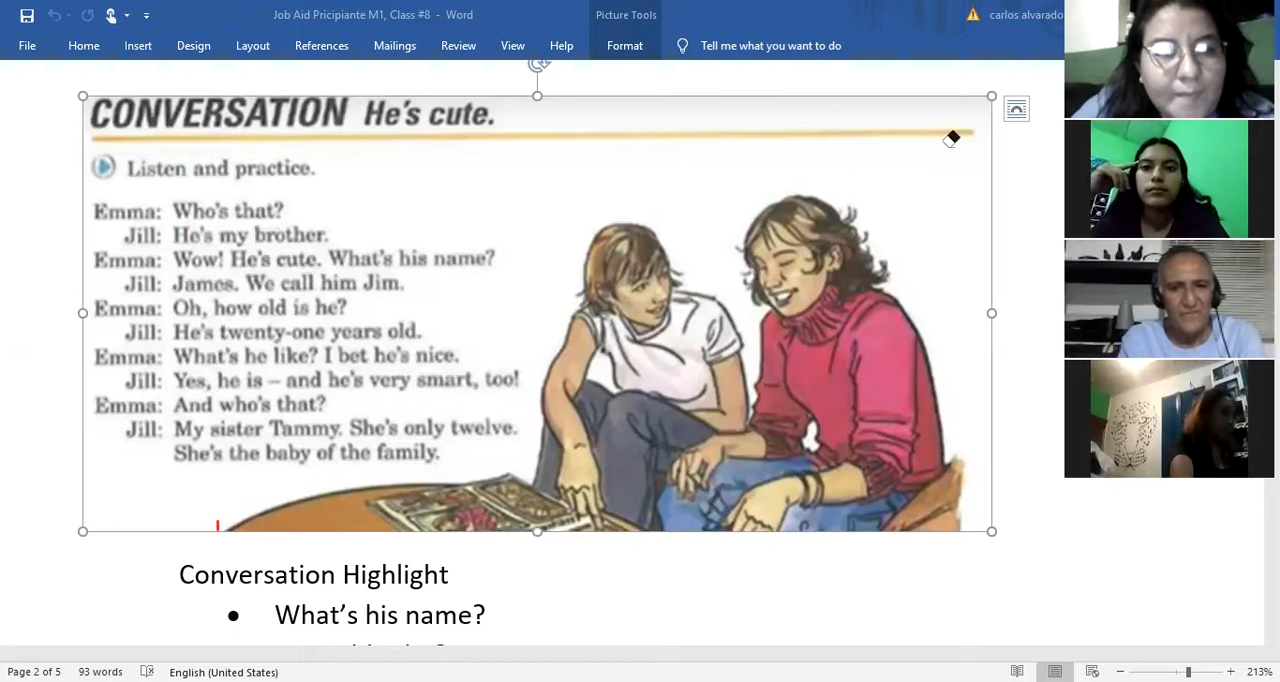 Job Aid Pricipiante M1, Class #8 - Word
Picture Tools
carlos alvarado
File Home Insert Design Layout References Mailings Review View Help Format Tell me what you want to do
CONVERSATION He's cute.
Listen and practice.
Emma: Who's that?
Jill: He's my brother.
Emma: Wow! He's cute. What's his name?
Jill: James. We call him Jim.
Emma: Oh, how old is he?
Jill: He's twenty-one years old.
Emma: What's he like? I bet he's nice.
Jill: Yes, he is – and he's very smart, too!
Emma: And who's that?
Jill: My sister Tammy. She's only twelve.
She's the baby of the family.
Conversation Highlight
• What's his name?
Page 2 of 5 93 words English (United States) 213%